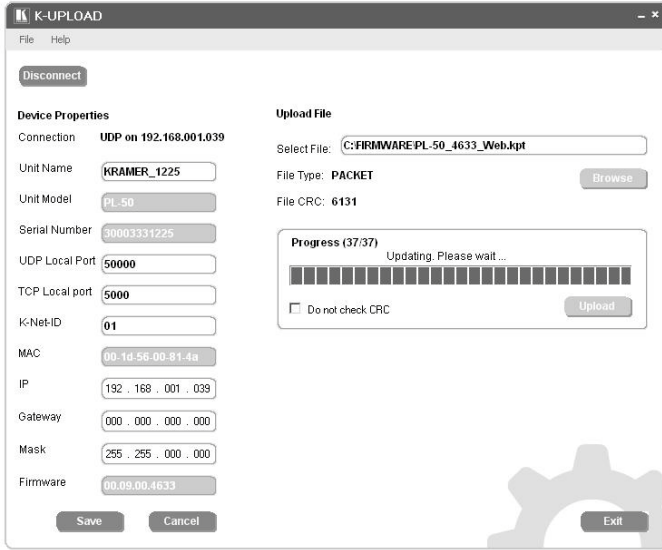 K-UPLOAD
File Help
Disconnect
Device Properties
Connection UDP on 192.168.001.039
Unit Name KRAMER_1225
Unit Model PL-50
Serial Number 30003331225
UDP Local Port 50000
TCP Local port 5000
K-Net-ID 01
MAC 00-1d-56-00-81-4a
IP 192 . 168 . 001 . 039
Gateway 000 . 000 . 000 . 000
Mask 255 . 255 . 000 . 000
Firmware 00.09.00.4633
Save Cancel
Upload File
Select File: C:\FIRMWARE\PL-50_4633_Web.kpt
File Type: PACKET Browse
File CRC: 6131
Progress (37/37)
Updating. Please wait ...
Do not check CRC Upload
Exit